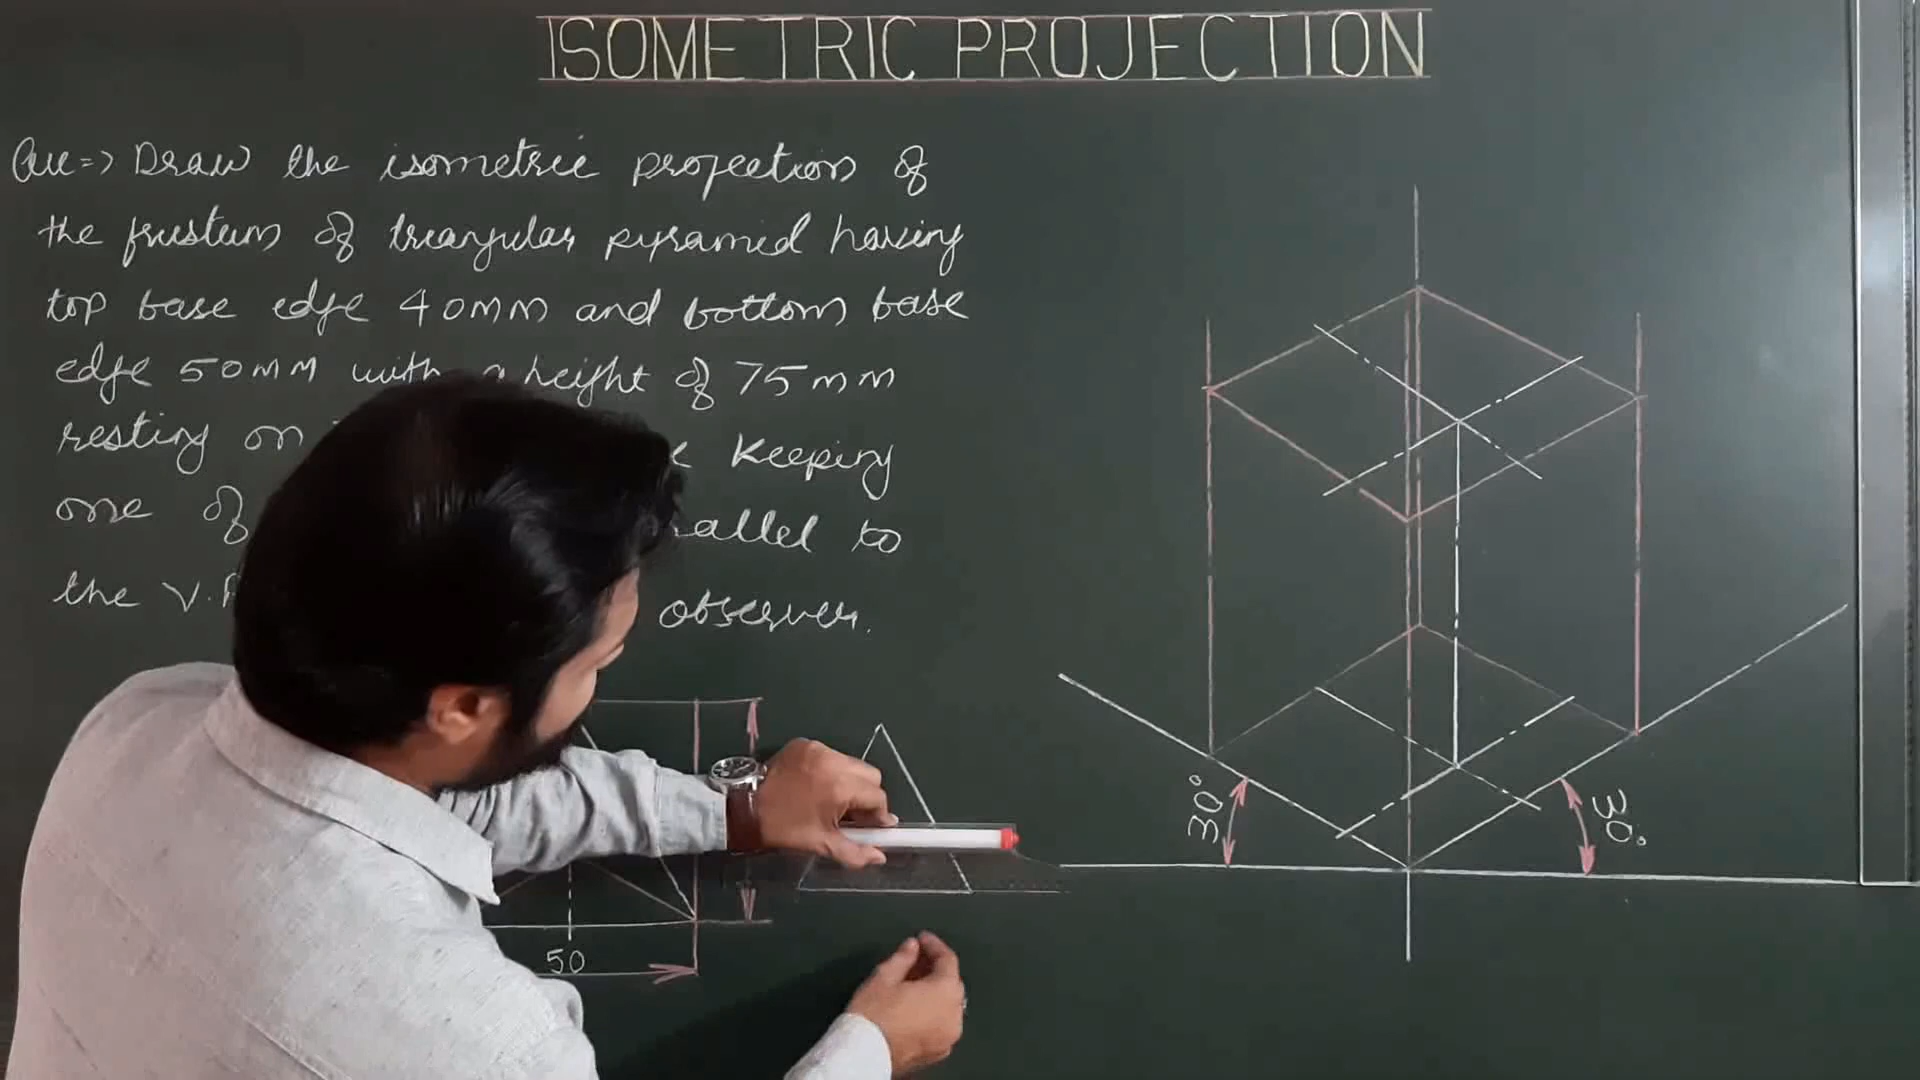 ISOMETRIC PROJECTION
Que=> Draw the isometric projection of
the frustum of triangular pyramid having
top base edge 40mm and bottom base
edge 50mm with a height of 75mm
resting on keeping
one of to
the observer.
30°
30°
50